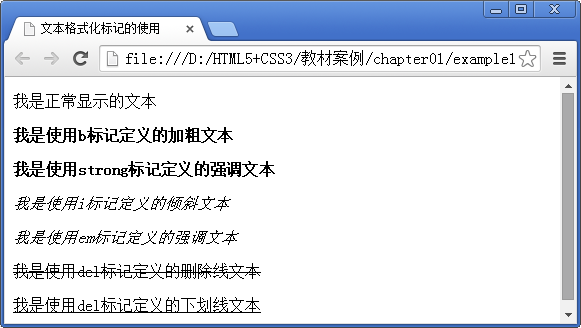 文本格式化标记的使用
file:///D:/HTML5+CSS3/教材案例/chapter01/example1
我是正常显示的文本
我是使用b标记定义的加粗文本
我是使用strong标记定义的强调文本
我是使用i标记定义的倾斜文本
我是使用em标记定义的强调文本
我是使用del标记定义的删除线文本
我是使用del标记定义的下划线文本